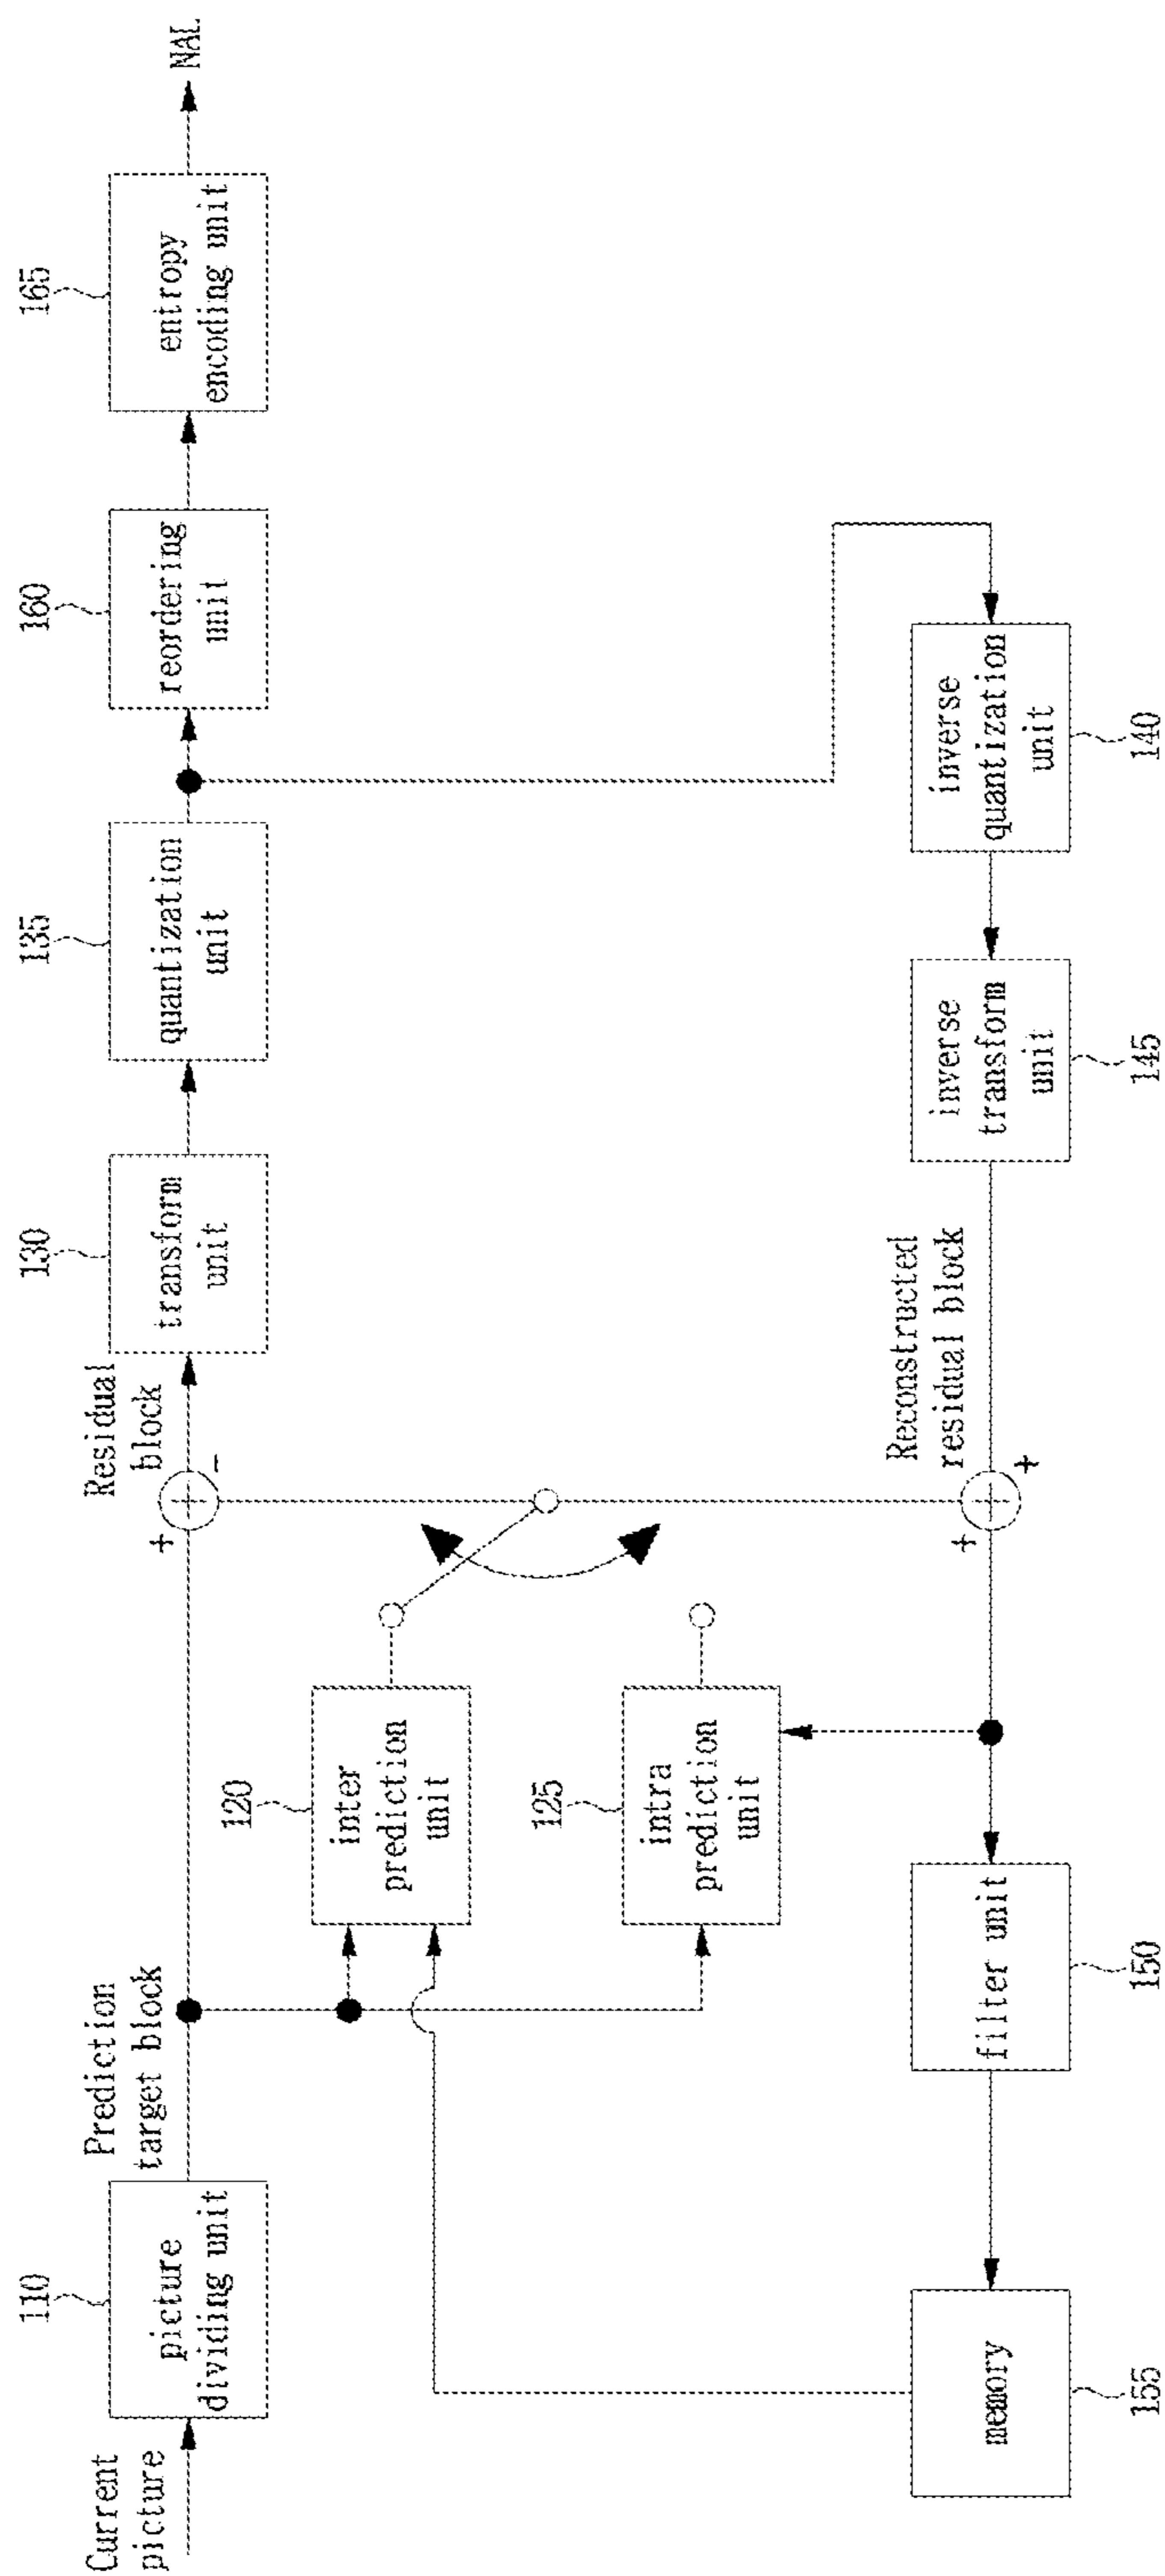 Current
picture
110
picture
dividing unit
Prediction
target block
+
-
Residual
block
130
transform
unit
135
quantization
unit
160
reordering
unit
165
entropy
encoding unit
NAL
120
inter
prediction
unit
125
intra
prediction
unit
memory
155
filter unit
150
+
+
Reconstructed
residual block
inverse
transform
unit
145
inverse
quantization
unit
140